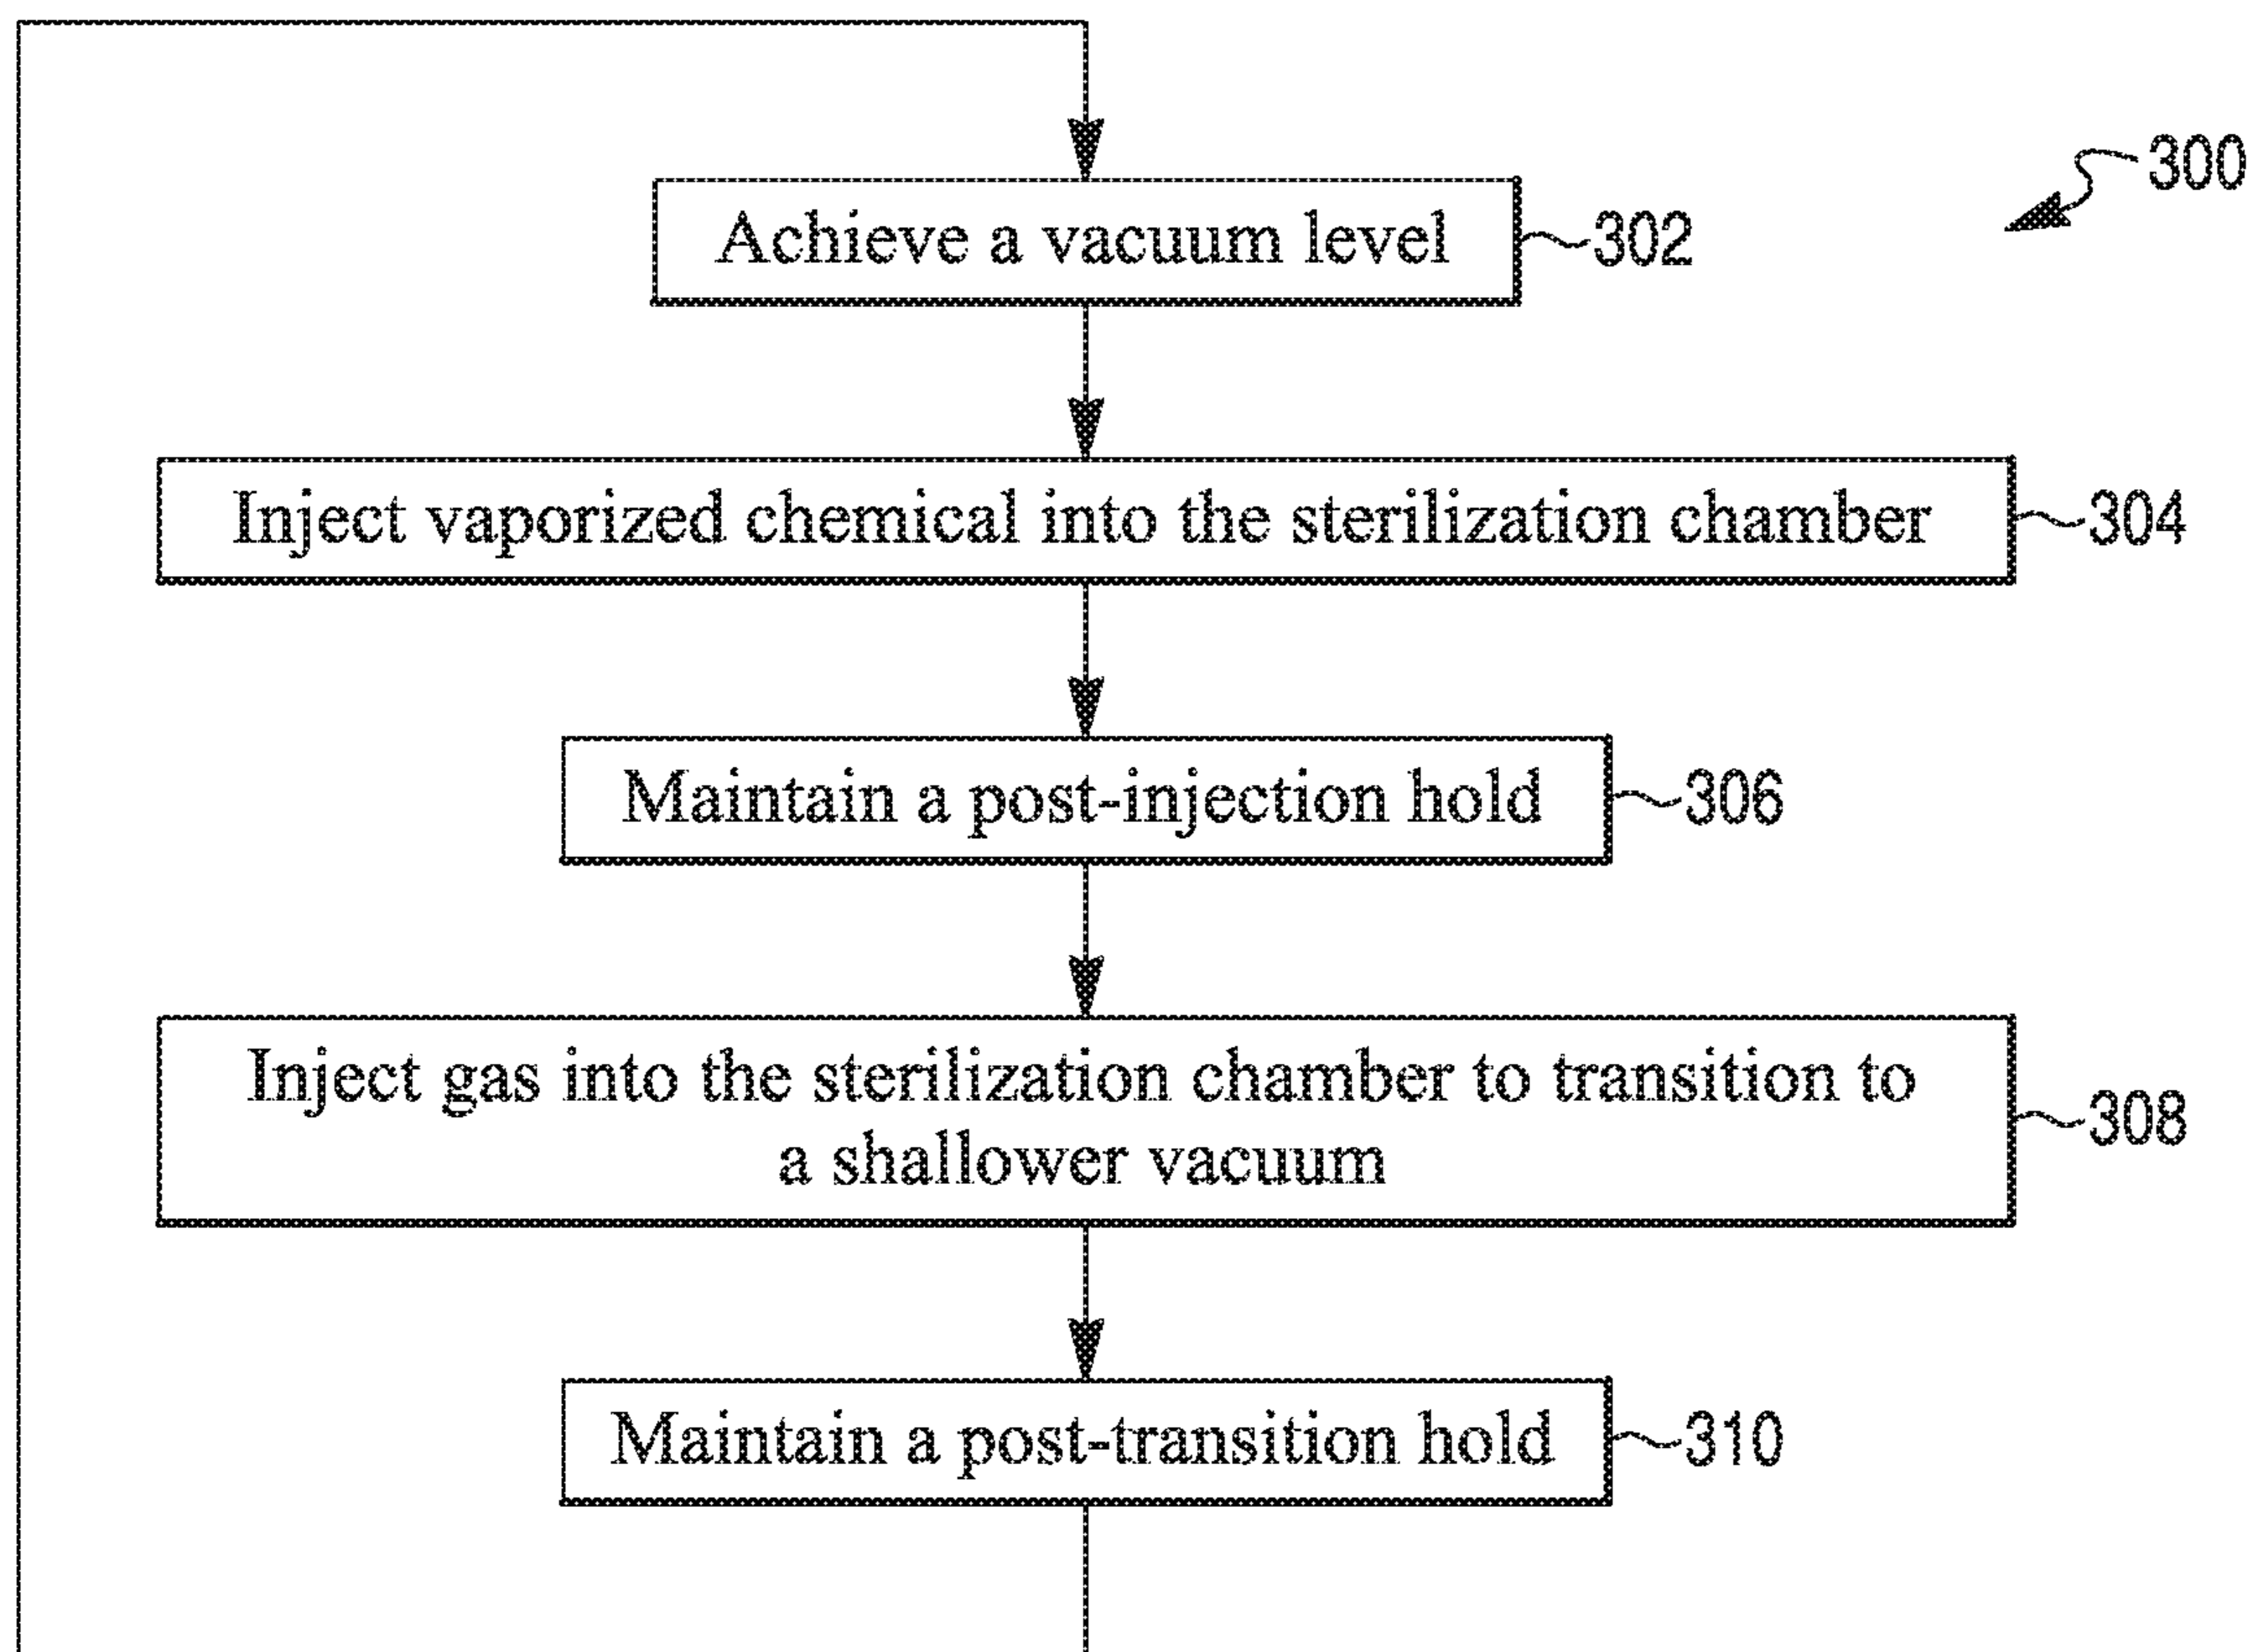 300
Achieve a vacuum level 302
Inject vaporized chemical into the sterilization chamber 304
Maintain a post-injection hold 306
Inject gas into the sterilization chamber to transition to
a shallower vacuum
308
Maintain a post-transition hold 310